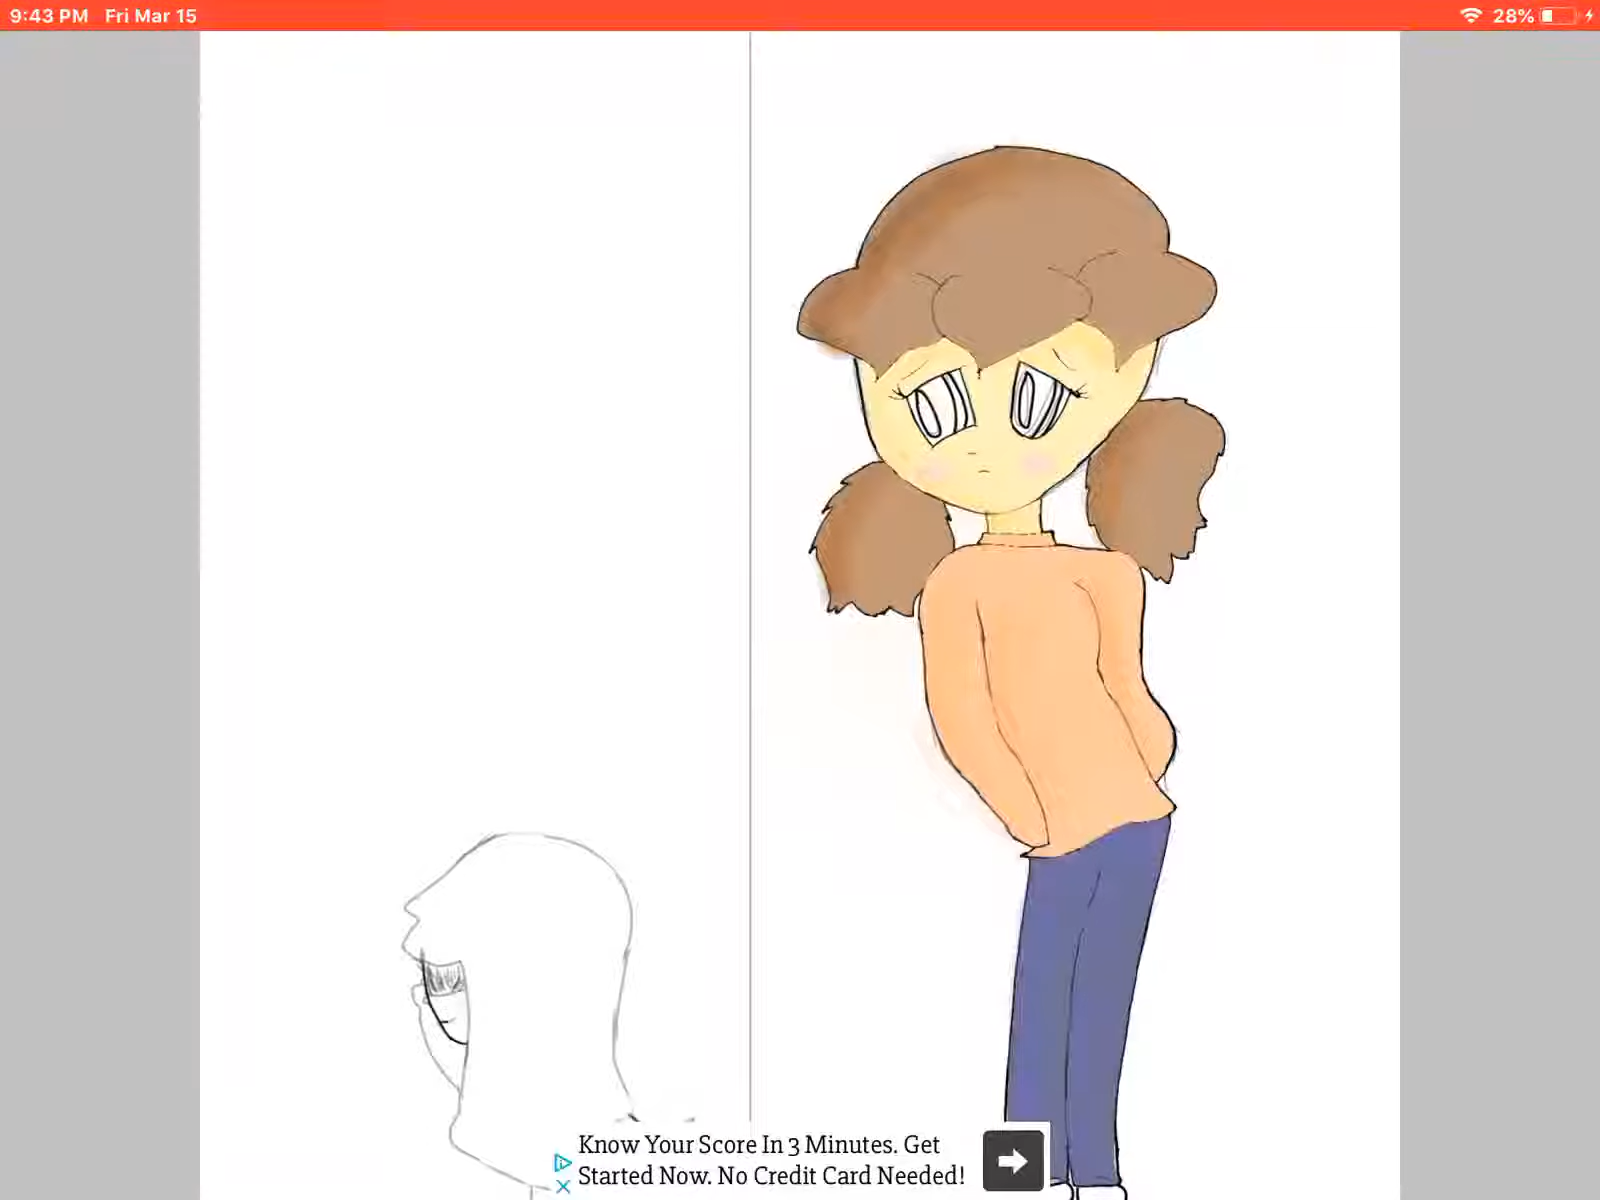 9:43 PM Fri Mar 15
28%
Know Your Score In 3 Minutes. Get
Started Now. No Credit Card Needed!